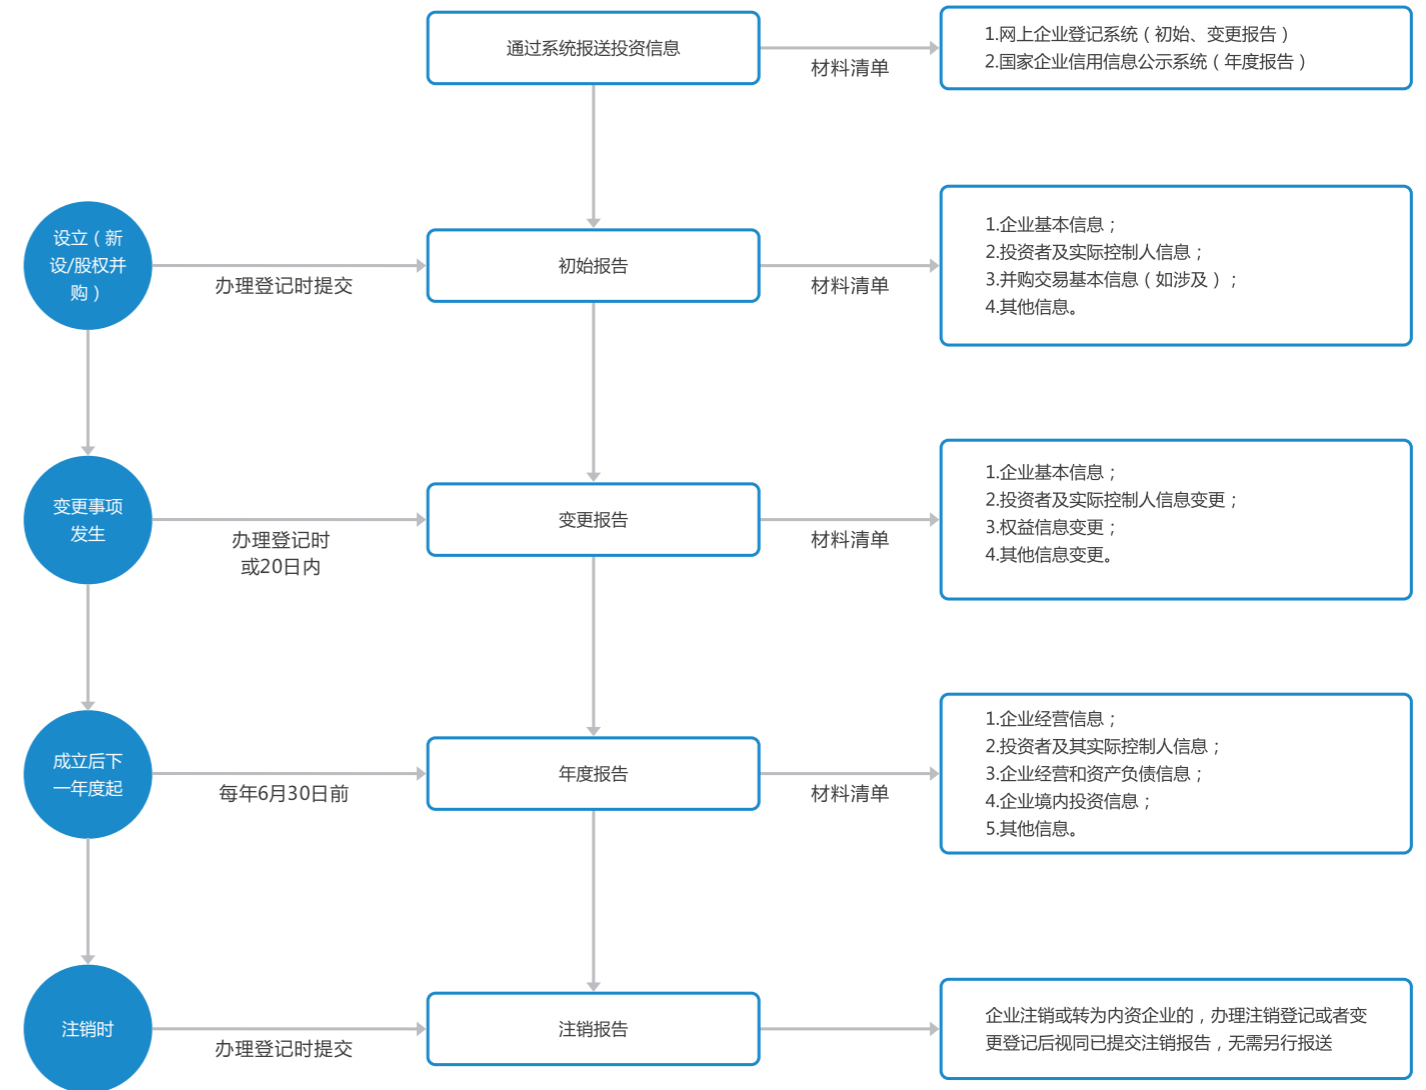 通过系统报送投资信息
材料清单
1.网上企业登记系统（初始、变更报告）
2.国家企业信用信息公示系统（年度报告）
设立（新
设/股权并
购）
办理登记时提交
初始报告
材料清单
1.企业基本信息；
2.投资者及实际控制人信息；
3.并购交易基本信息（如涉及）；
4.其他信息。
变更事项
发生
办理登记时
或20日内
变更报告
材料清单
1.企业基本信息；
2.投资者及实际控制人信息变更；
3.权益信息变更；
4.其他信息变更。
成立后下
一年度起
每年6月30日前
年度报告
材料清单
1.企业经营信息；
2.投资者及其实际控制人信息；
3.企业经营和资产负债信息；
4.企业境内投资信息；
5.其他信息。
注销时
办理登记时提交
注销报告
企业注销或转为内资企业的，办理注销登记或者变
更登记后视同已提交注销报告，无需另行报送